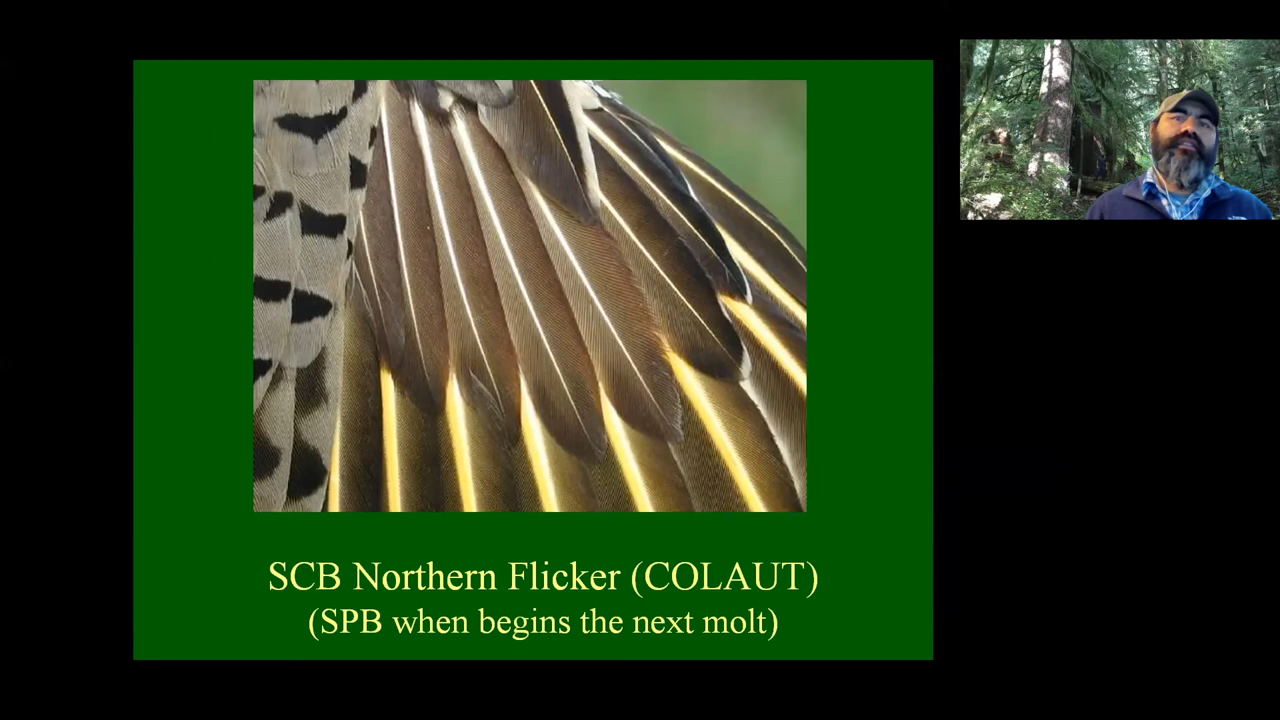 SCB Northern Flicker (COLAUT)
(SPB when begins the next molt)